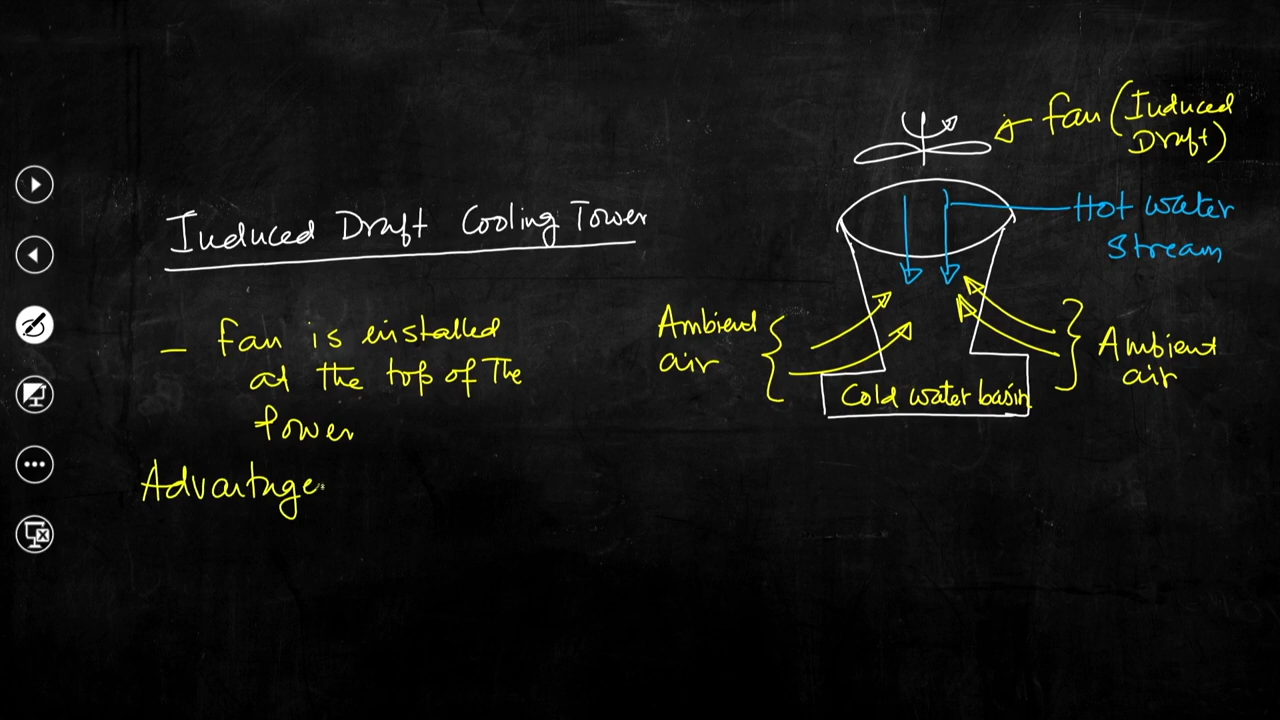 Induced Draft Cooling Tower
- Fan is installed
at the top of The
Tower
Advantage
Fan (Induced
Draft)
Hot water
Stream
Ambient
air
Ambient
air
Cold water basin